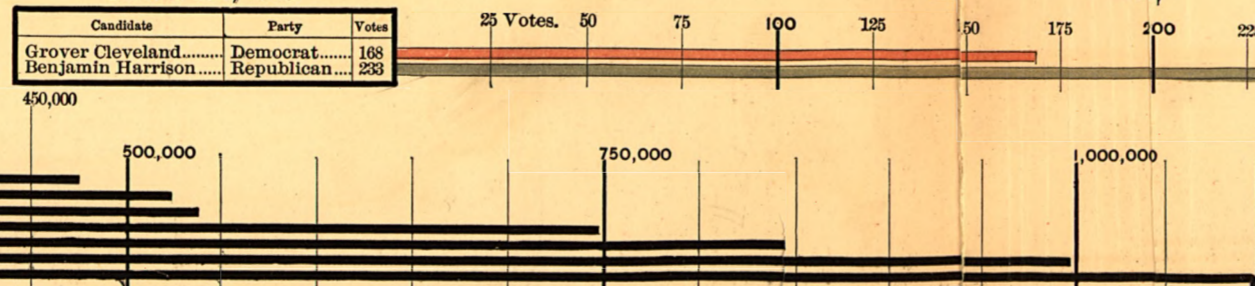 Candidate Party Votes
Grover Cleveland........ Democrat...... 168
Benjamin Harrison..... Republican.... 233
25 Votes. 50 75 100 125 150 175 200
450,000
500,000 750,000 1,000,000